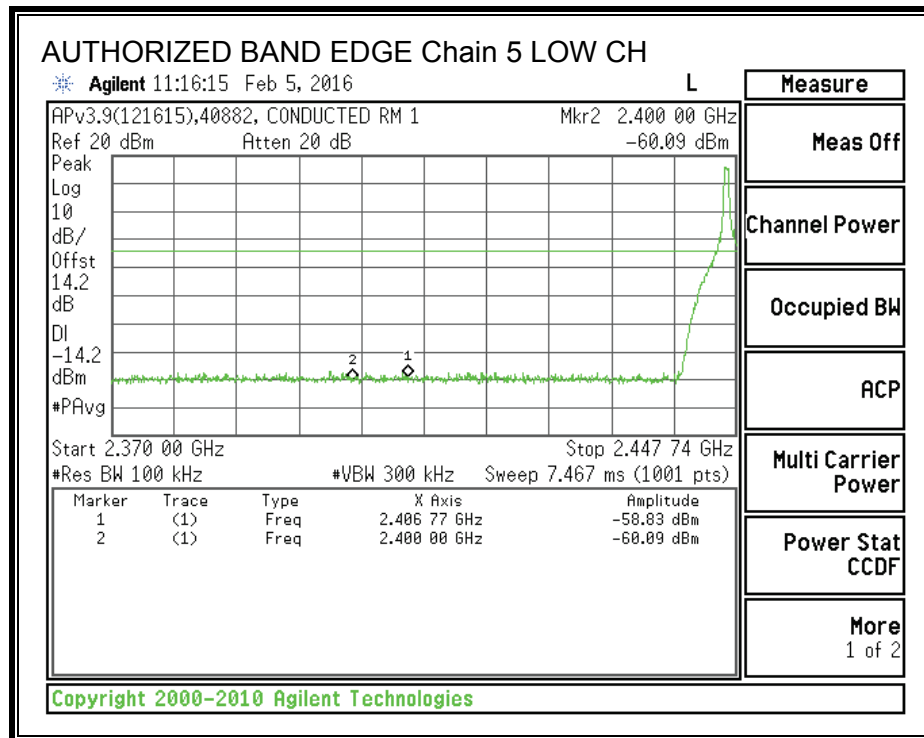 AUTHORIZED BAND EDGE Chain 5 LOW CH
Agilent 11:16:15 Feb 5, 2016 L
APv3.9(121615),40882, CONDUCTED RM 1 Mkr2 2.400 00 GHz
Ref 20 dBm Atten 20 dB -60.09 dBm
Peak
Log
10
dB/
Offst
14.2
dB
DI
-14.2
dBm
#PAvg
2 1
Start 2.370 00 GHz Stop 2.447 74 GHz
#Res BW 100 kHz #VBW 300 kHz Sweep 7.467 ms (1001 pts)
Marker Trace Type X Axis Amplitude
1 (1) Freq 2.406 77 GHz -58.83 dBm
2 (1) Freq 2.400 00 GHz -60.09 dBm
Measure
Meas Off
Channel Power
Occupied BW
ACP
Multi Carrier
Power
Power Stat
CCDF
More
1 of 2
Copyright 2000-2010 Agilent Technologies